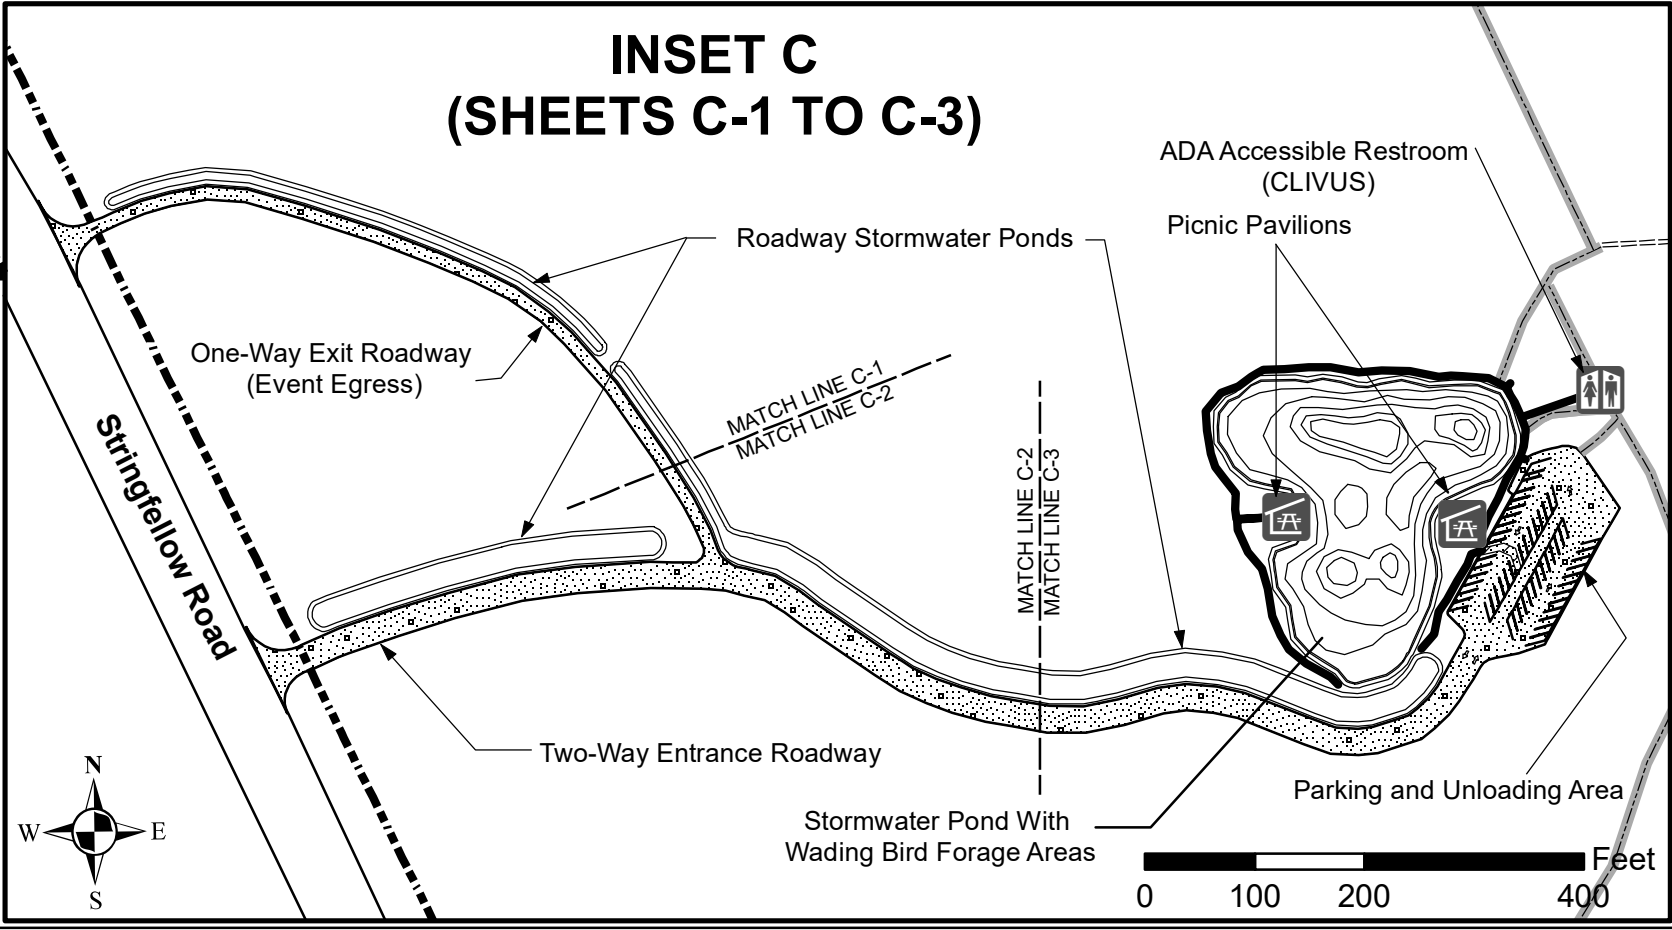 INSET C
(SHEETS C-1 TO C-3)
ADA Accessible Restroom
(CLIVUS)
Picnic Pavilions
Roadway Stormwater Ponds
One-Way Exit Roadway
(Event Egress)
MATCH LINE C-1
MATCH LINE C-2
MATCH LINE C-2
MATCH LINE C-3
Stringfellow Road
Two-Way Entrance Roadway
Parking and Unloading Area
Stormwater Pond With
Wading Bird Forage Areas
N
W E
S
Feet
0 100 200 400